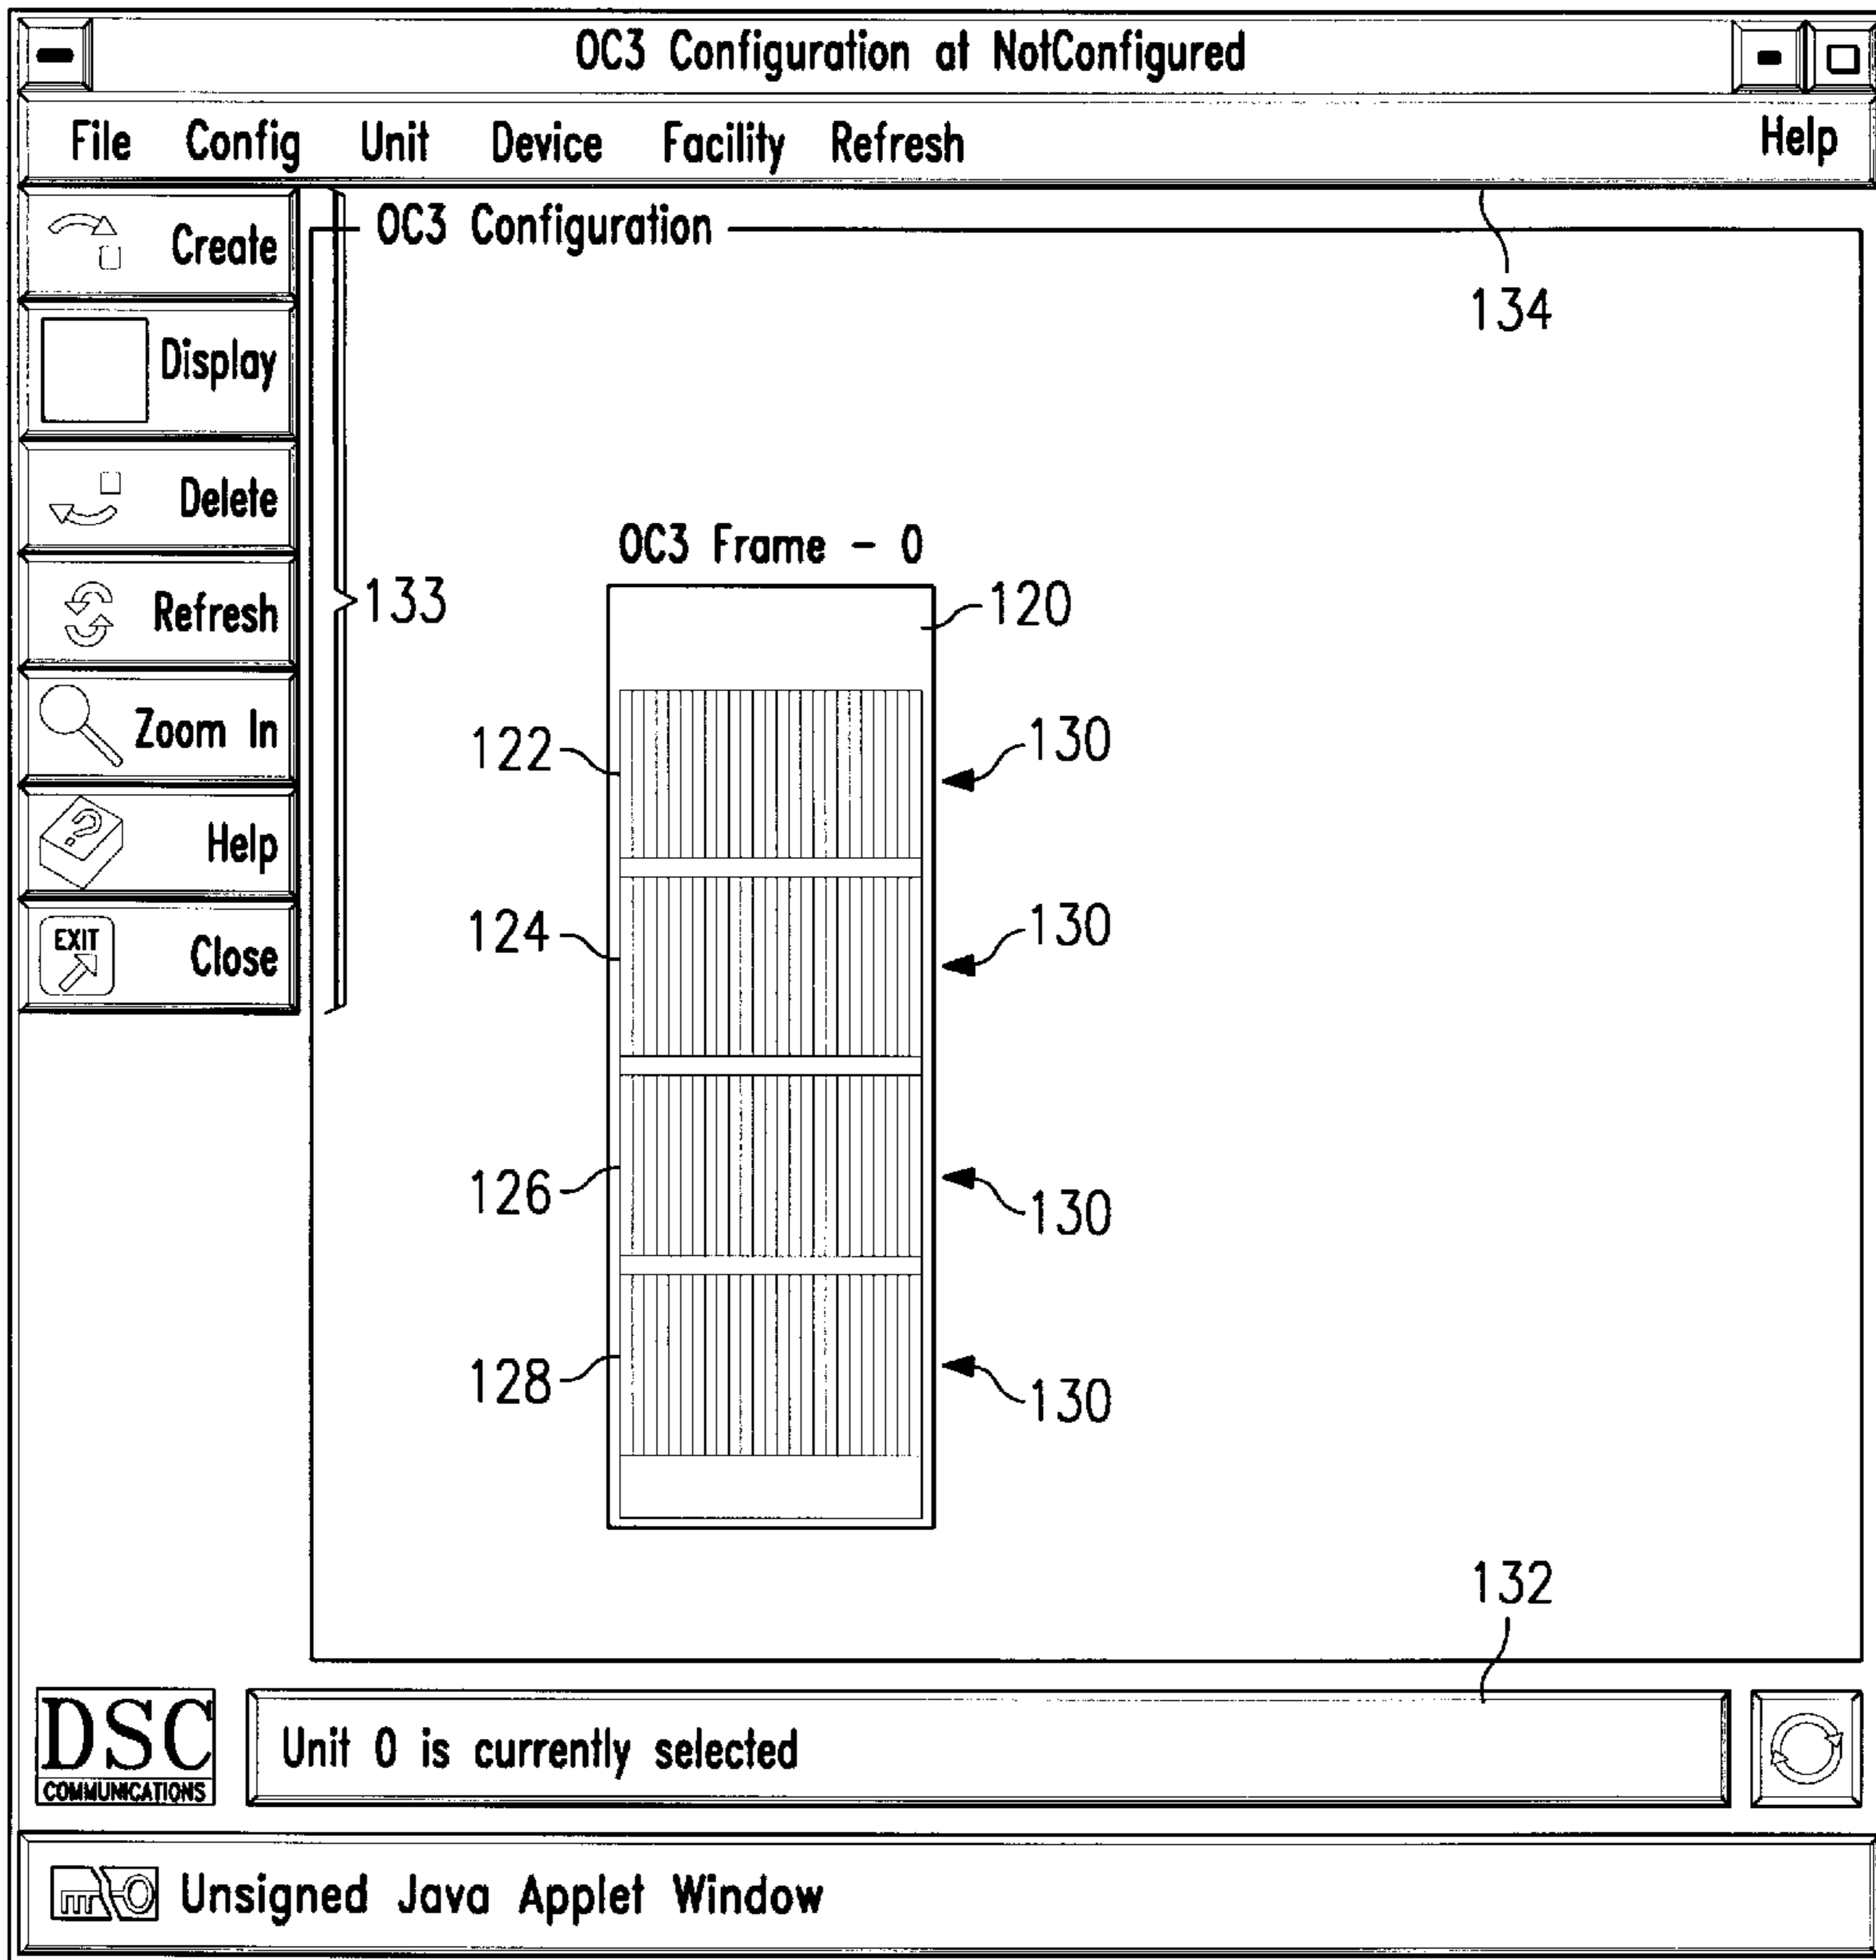 OC3 Configuration at NotConfigured
File Config Unit Device Facility Refresh Help
Create
OC3 Configuration
134
Display
Delete
OC3 Frame - 0
Refresh
133
120
Zoom In
122
130
Help
124
130
EXIT
Close
126
130
128
130
132
DSC
COMMUNICATIONS
Unit 0 is currently selected
Unsigned Java Applet Window